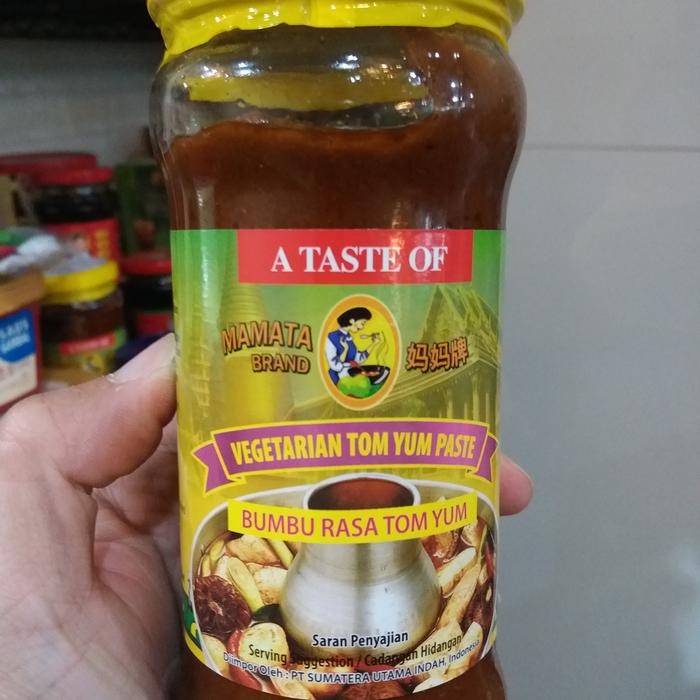 A TASTE OF
MAMATA
BRAND
妈妈牌
VEGETARIAN TOM YUM PASTE
BUMBU RASA TOM YUM
Saran Penyajian
Serving Suggestion / Cadangan Hidangan
Diimpor Oleh : PT SUMATERA UTAMA INDAH, Indonesia